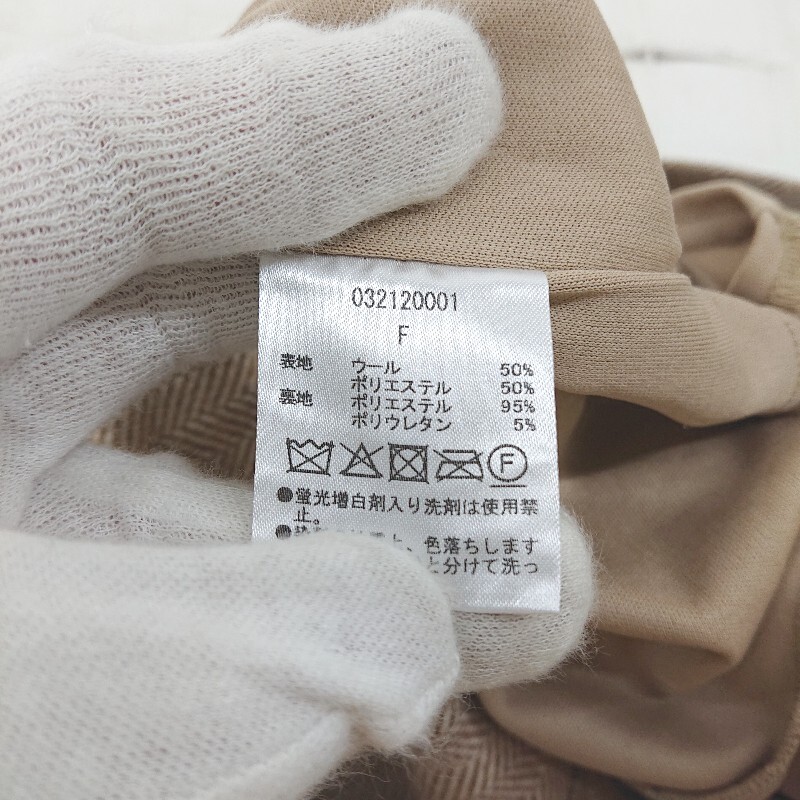 032120001
F
表地 ウール 50%
ポリエステル 50%
裏地 ポリエステル 95%
ポリウレタン 5%
F
●蛍光増白剤入り洗剤は使用禁
止。
● 上、色落ちします
と分けて洗っ